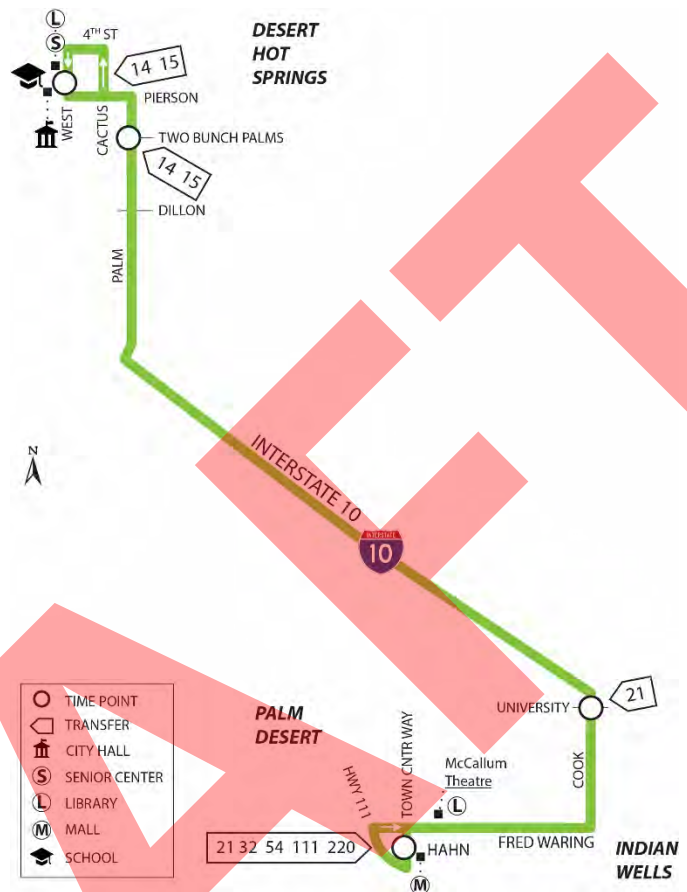 L
4TH ST
S
DESERT
HOT
SPRINGS
14 15
PIERSON
WEST
CACTUS
TWO BUNCH PALMS
14 15
DILLON
PALM
N
INTERSTATE 10
INTERSTATE
10
TIME POINT
TRANSFER
CITY HALL
S SENIOR CENTER
L LIBRARY
M MALL
SCHOOL
PALM
DESERT
UNIVERSITY
21
COOK
HWY 111
TOWN CNTR WAY
McCallum
Theatre
L
FRED WARING
21 32 54 111 220
HAHN
M
INDIAN
WELLS